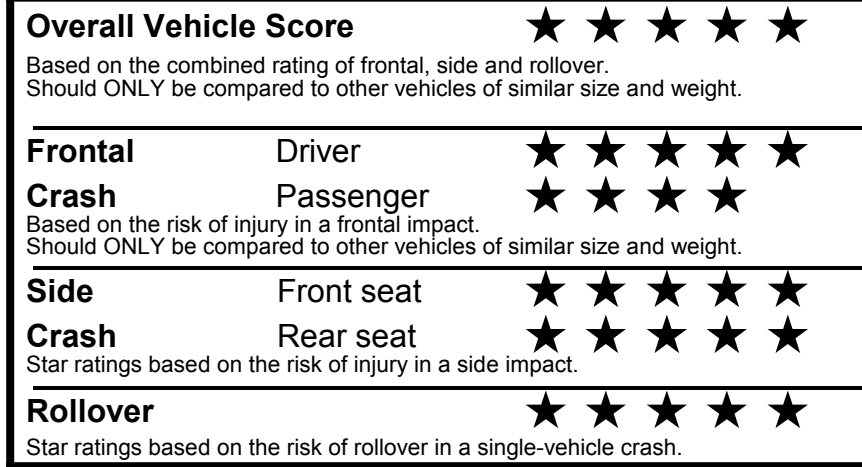 Overall Vehicle Score ★ ★ ★ ★ ★
Based on the combined rating of frontal, side and rollover.
Should ONLY be compared to other vehicles of similar size and weight.
Frontal Driver ★ ★ ★ ★ ★
Crash Passenger ★ ★ ★ ★
Based on the risk of injury in a frontal impact.
Should ONLY be compared to other vehicles of similar size and weight.
Side Front seat ★ ★ ★ ★ ★
Crash Rear seat ★ ★ ★ ★ ★
Star ratings based on the risk of injury in a side impact.
Rollover ★ ★ ★ ★ ★
Star ratings based on the risk of rollover in a single-vehicle crash.